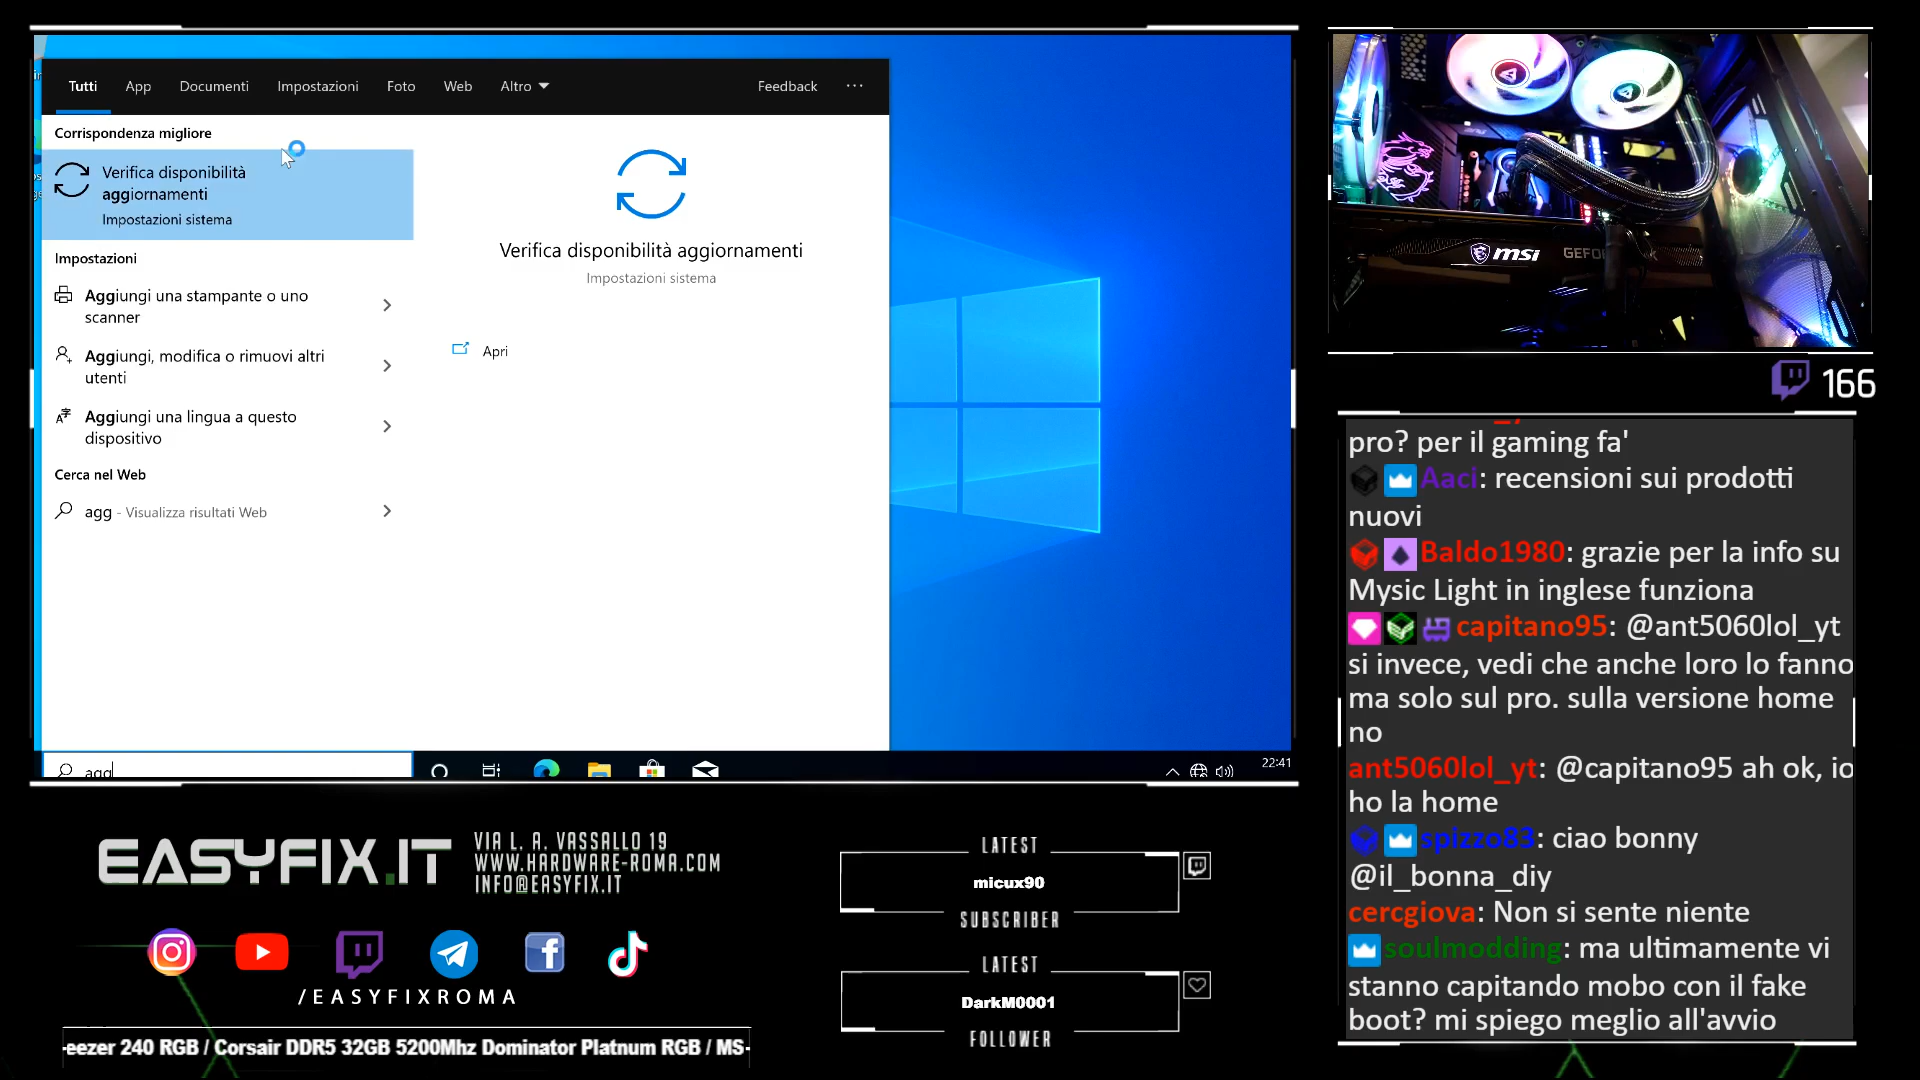 Tutti App Documenti Impostazioni Foto Web Altro Feedback ...
Corrispondenza migliore
Verifica disponibilità
aggiornamenti
Impostazioni sistema
Impostazioni
Aggiungi una stampante o uno
scanner
Aggiungi, modifica o rimuovi altri
utenti
Aggiungi una lingua a questo
dispositivo
Cerca nel Web
agg - Visualizza risultati Web
Verifica disponibilità aggiornamenti
Impostazioni sistema
Apri
agg
22:41
msi
166
pro? per il gaming fa'
Aaci: recensioni sui prodotti
nuovi
Baldo1980: grazie per la info su
Mysic Light in inglese funziona
capitano95: @ant5060lol_yt
si invece, vedi che anche loro lo fanno
ma solo sul pro. sulla versione home
no
ant5060lol_yt: @capitano95 ah ok, io
ho la home
spizzo83: ciao bonny
@il_bonna_diy
cercgiova: Non si sente niente
soulmodding: ma ultimamente vi
stanno capitando mobo con il fake
boot? mi spiego meglio all'avvio
EASYFIX.IT
VIA L. A. VASSALLO 19
WWW.HARDWARE-ROMA.COM
INFO@EASYFIX.IT
/EASYFIXROMA
eezer 240 RGB / Corsair DDR5 32GB 5200Mhz Dominator Platnum RGB / MS-
LATEST
micux90
SUBSCRIBER
LATEST
DarkM0001
FOLLOWER